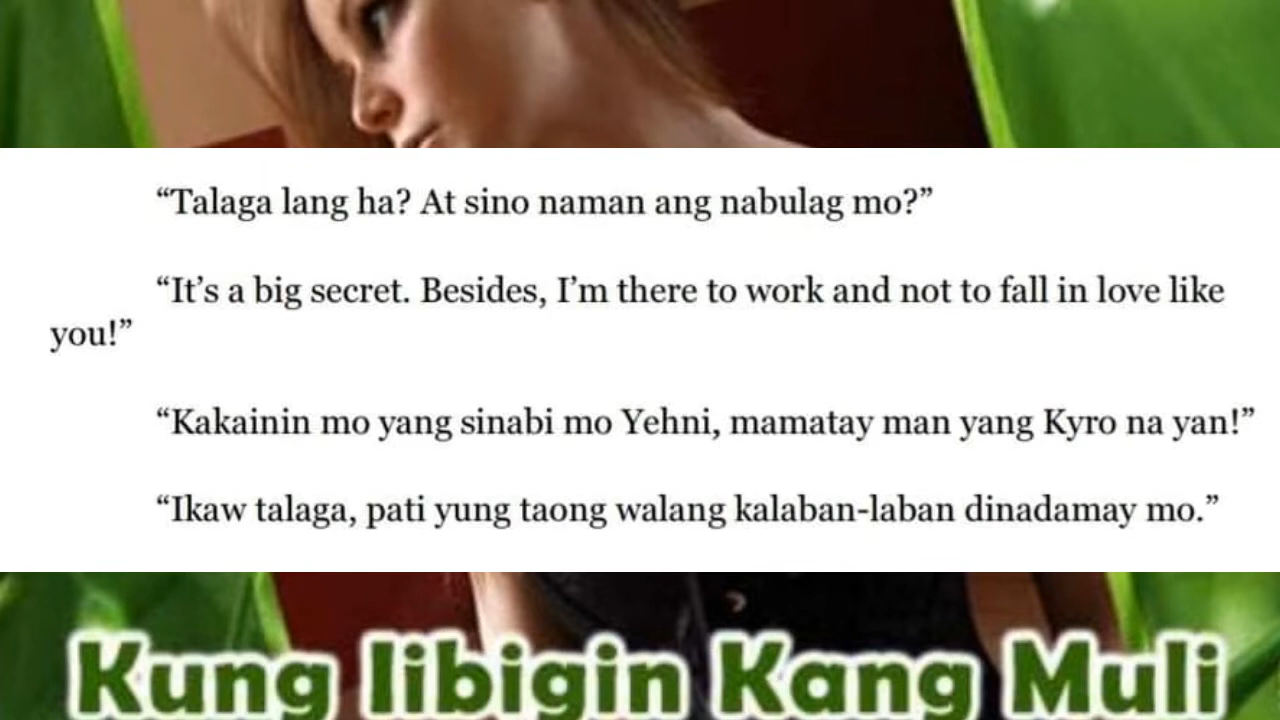 “Talaga lang ha? At sino naman ang nabulag mo?”
“It’s a big secret. Besides, I’m there to work and not to fall in love like
you!”
“Kakainin mo yang sinabi mo Yehni, mamatay man yang Kyro na yan!”
“Ikaw talaga, pati yung taong walang kalaban-laban dinadamay mo.”
Kung Iibigin Kang Muli